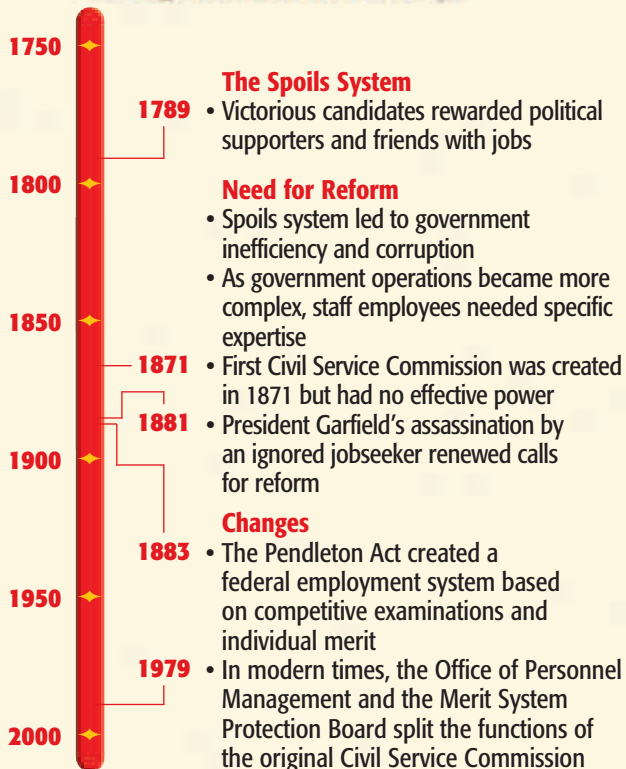 1750
The Spoils System
1789 • Victorious candidates rewarded political
supporters and friends with jobs
1800
Need for Reform
• Spoils system led to government
inefficiency and corruption
• As government operations became more
complex, staff employees needed specific
expertise
1850
1871 • First Civil Service Commission was created
in 1871 but had no effective power
1881 • President Garfield's assassination by
an ignored jobseeker renewed calls
for reform
1900
Changes
1883 • The Pendleton Act created a
federal employment system based
on competitive examinations and
individual merit
1950
1979 • In modern times, the Office of Personnel
Management and the Merit System
Protection Board split the functions of
the original Civil Service Commission
2000